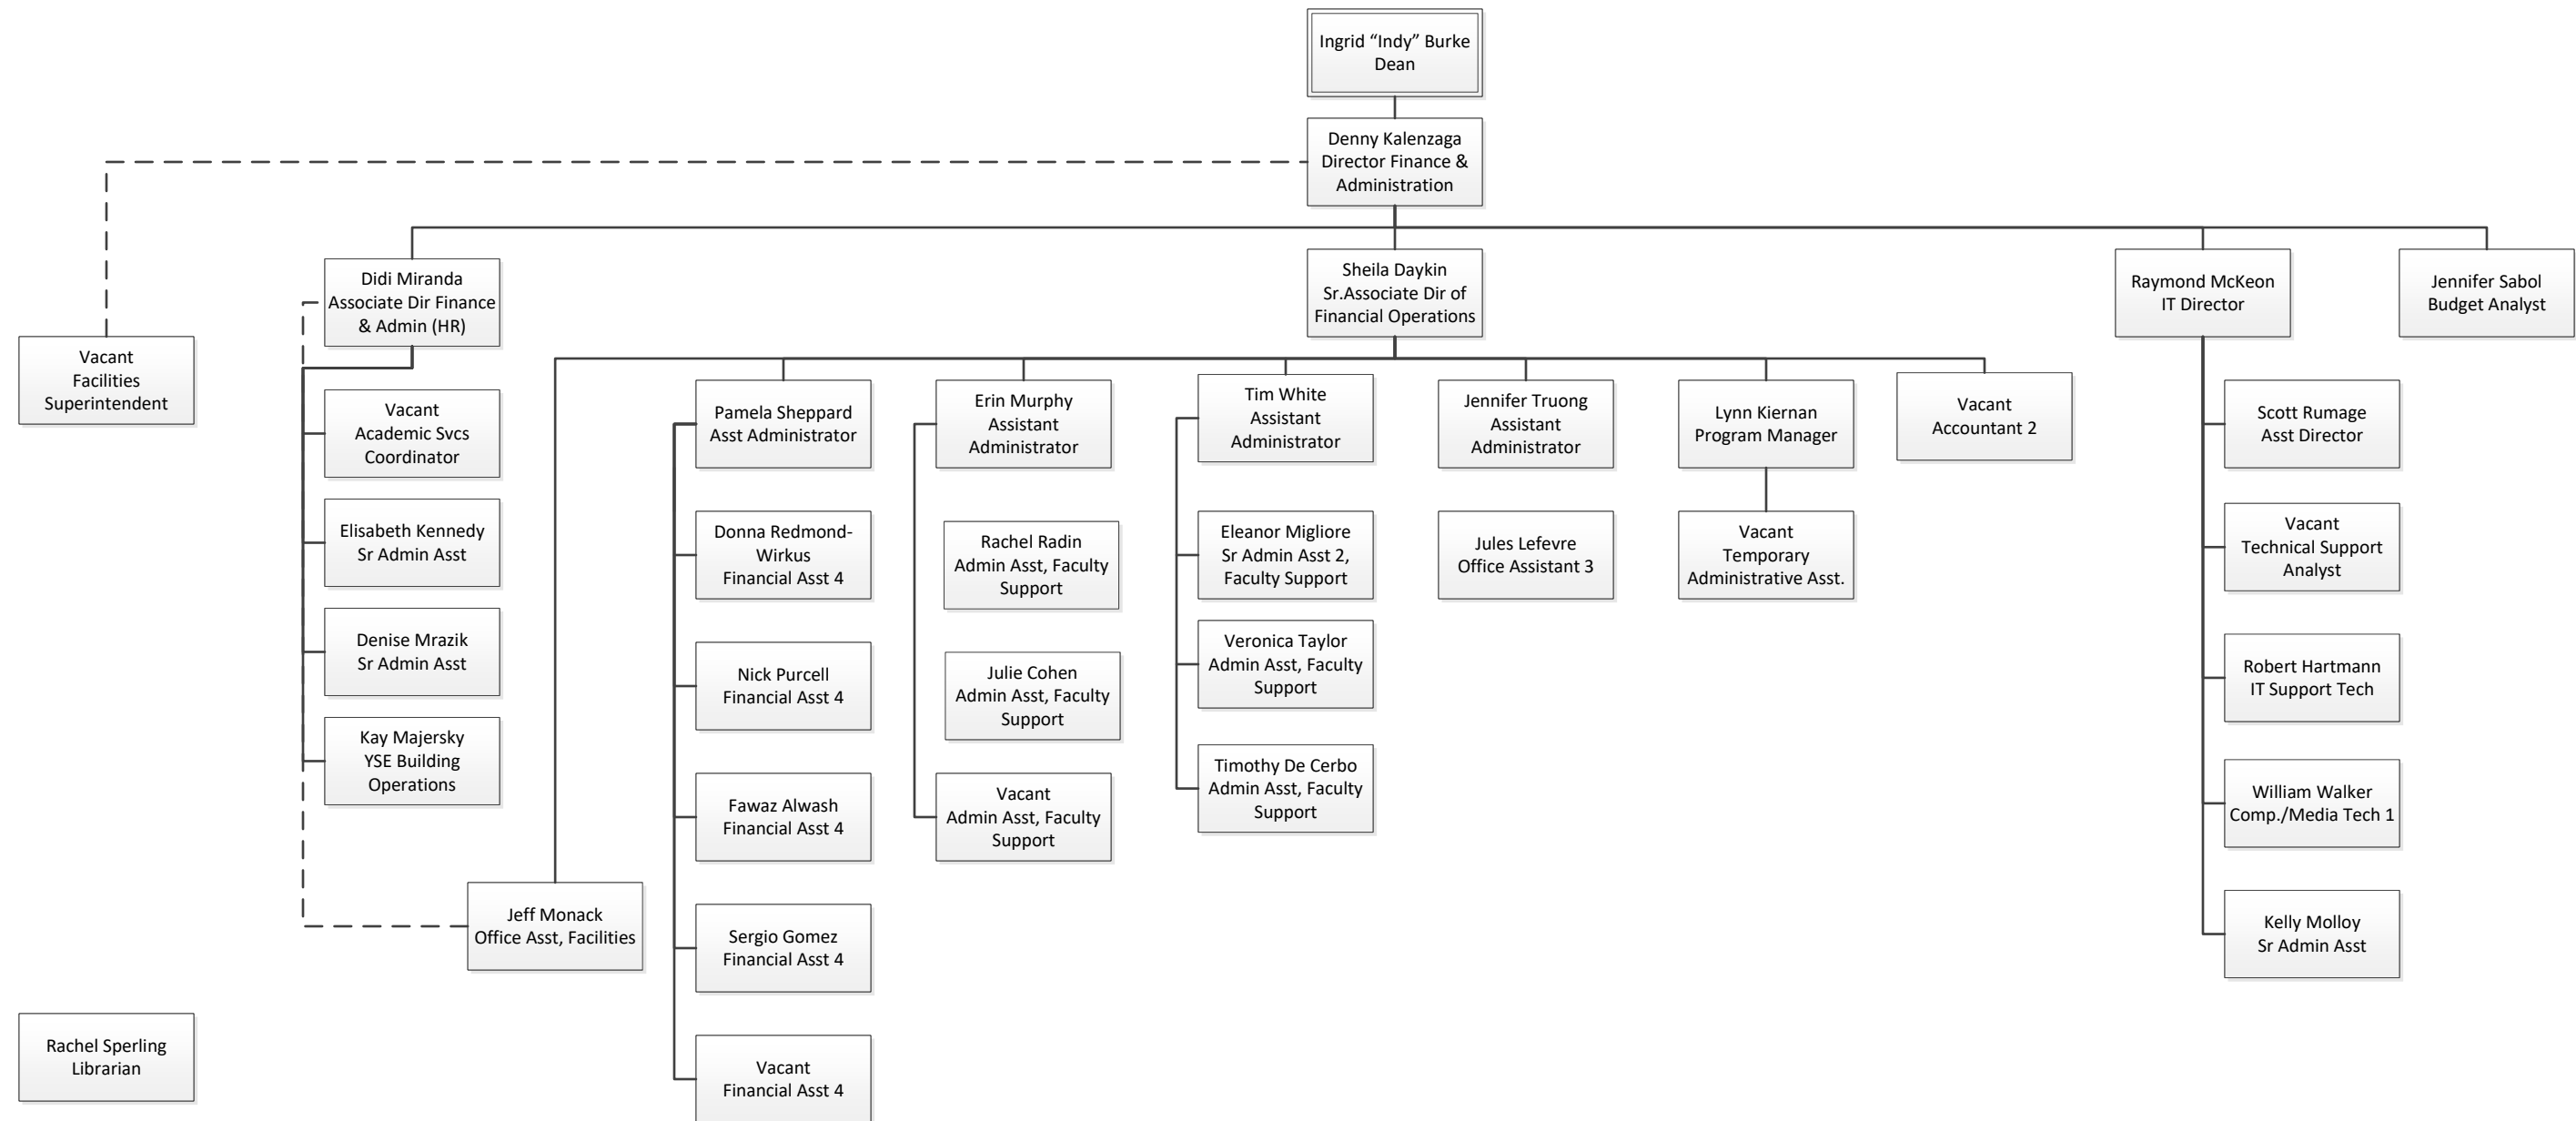 Ingrid “Indy” Burke
Dean
Denny Kalenzaga
Director Finance &
Administration
Vacant
Facilities
Superintendent
Didi Miranda
Associate Dir Finance
& Admin (HR)
Sheila Daykin
Sr.Associate Dir of
Financial Operations
Raymond McKeon
IT Director
Jennifer Sabol
Budget Analyst
Vacant
Academic Svcs
Coordinator
Elisabeth Kennedy
Sr Admin Asst
Denise Mrazik
Sr Admin Asst
Kay Majersky
YSE Building
Operations
Jeff Monack
Office Asst, Facilities
Pamela Sheppard
Asst Administrator
Donna Redmond-
Wirkus
Financial Asst 4
Nick Purcell
Financial Asst 4
Fawaz Alwash
Financial Asst 4
Sergio Gomez
Financial Asst 4
Vacant
Financial Asst 4
Erin Murphy
Assistant
Administrator
Rachel Radin
Admin Asst, Faculty
Support
Julie Cohen
Admin Asst, Faculty
Support
Vacant
Admin Asst, Faculty
Support
Tim White
Assistant
Administrator
Eleanor Migliore
Sr Admin Asst 2,
Faculty Support
Veronica Taylor
Admin Asst, Faculty
Support
Timothy De Cerbo
Admin Asst, Faculty
Support
Jennifer Truong
Assistant
Administrator
Jules Lefevre
Office Assistant 3
Lynn Kiernan
Program Manager
Vacant
Temporary
Administrative Asst.
Vacant
Accountant 2
Scott Rumage
Asst Director
Vacant
Technical Support
Analyst
Robert Hartmann
IT Support Tech
William Walker
Comp./Media Tech 1
Kelly Molloy
Sr Admin Asst
Rachel Sperling
Librarian